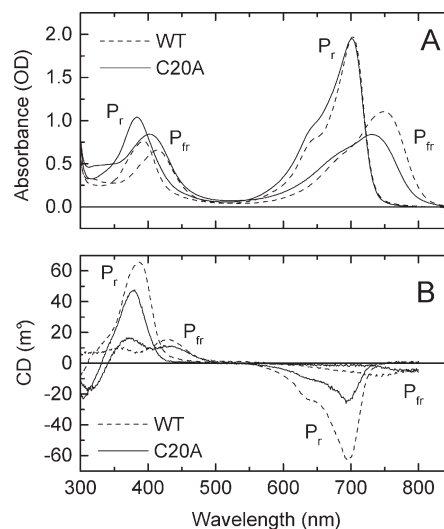 A
WT
C20A
Pr
Pr
Pfr
Absorbance (OD)
2.0
1.5
1.0
0.5
0.0
B
Pr
Pfr
Pr
Pfr
WT
C20A
CD (m°)
60
40
20
0
-20
-40
-60
300 400 500 600 700 800
Wavelength (nm)